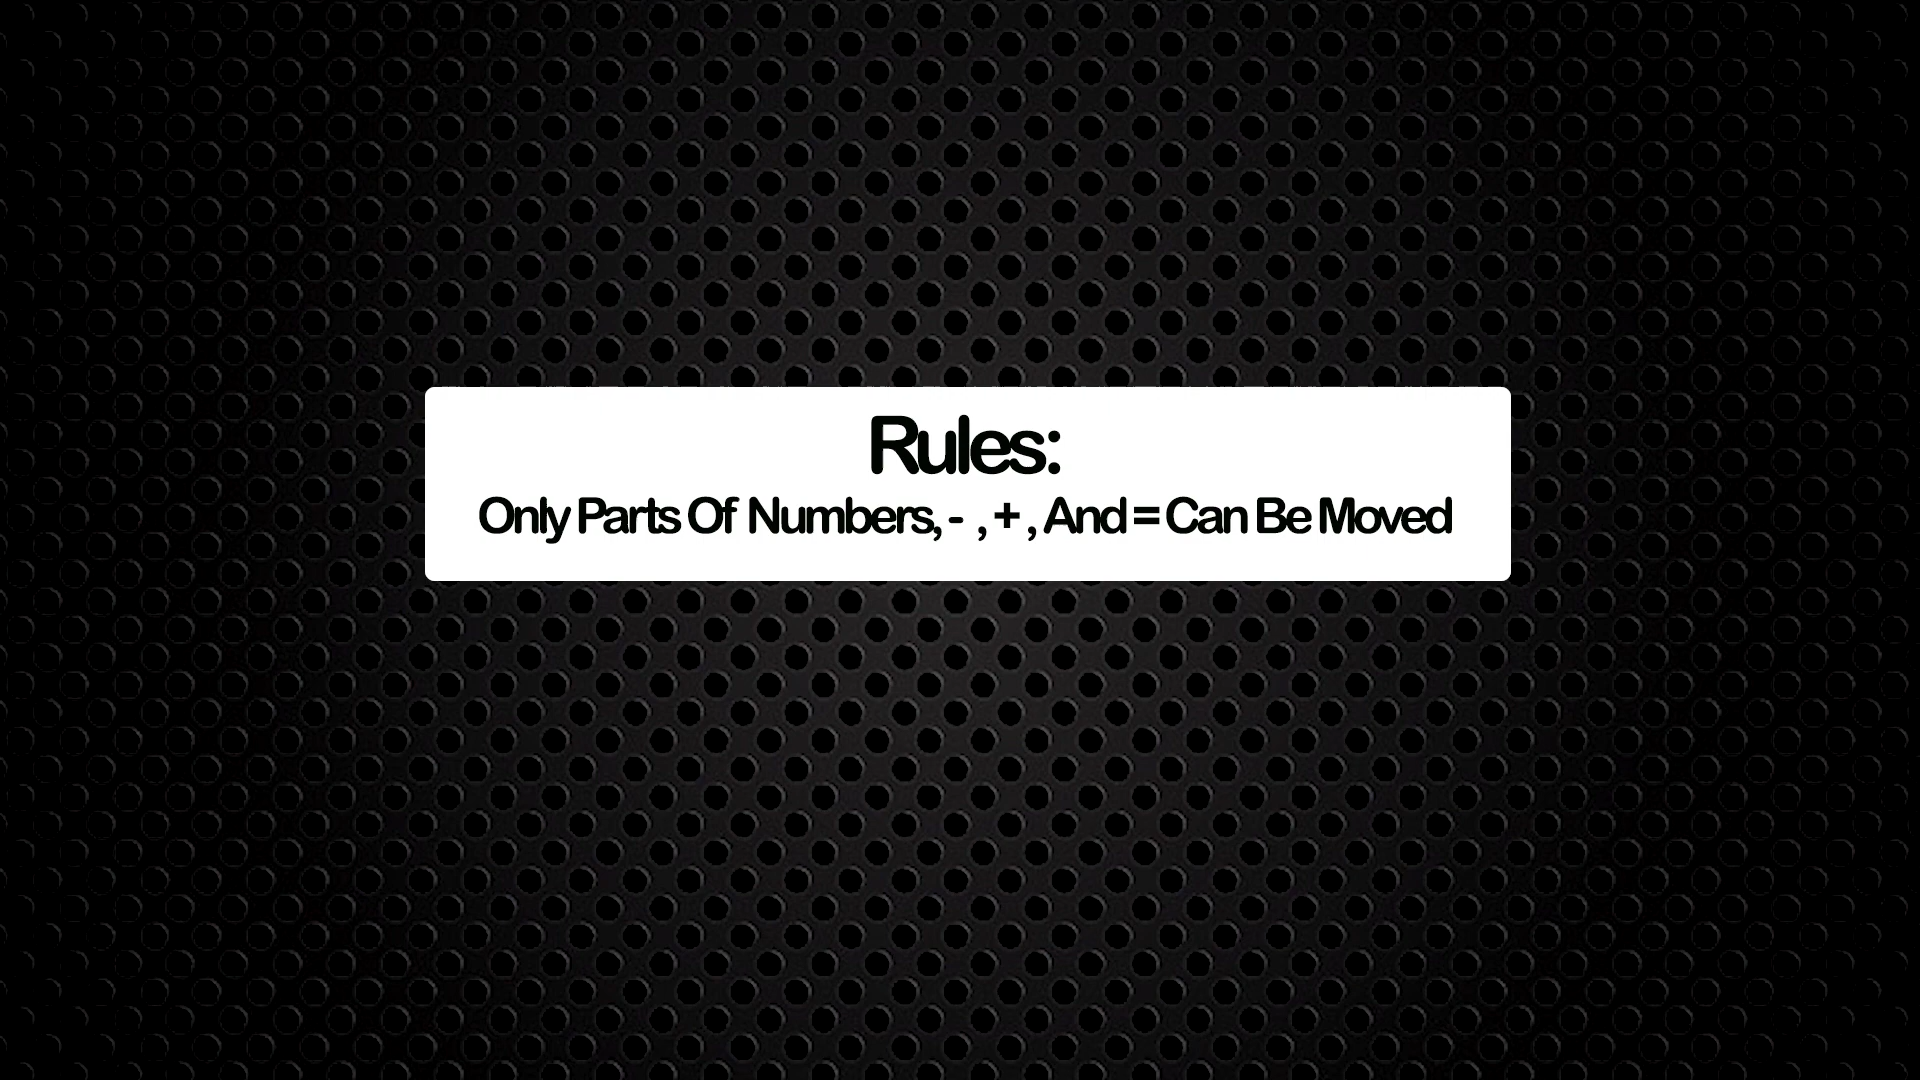 Rules:
Only Parts Of Numbers, - , + , And = Can Be Moved